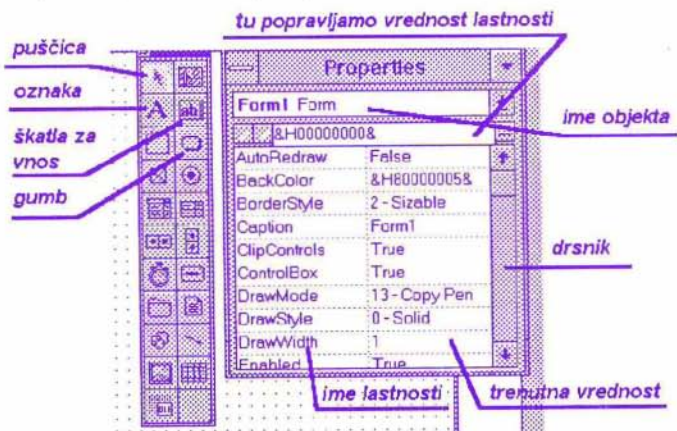 tu popravljamo vrednost lastnosti
puščica
oznaka
škatla za
vnos
gumb
A
ab
Properties
Form1 Form
ime objekta
&H00000000&
AutoRedraw False
BackColor &H80000005&
BorderStyle 2 - Sizable
Caption Form1
ClipControls True
ControlBox True
DrawMode 13 - Copy Pen
DrawStyle 0 - Solid
DrawWidth 1
Enabled True
drsnik
ime lastnosti
trenutna vrednost